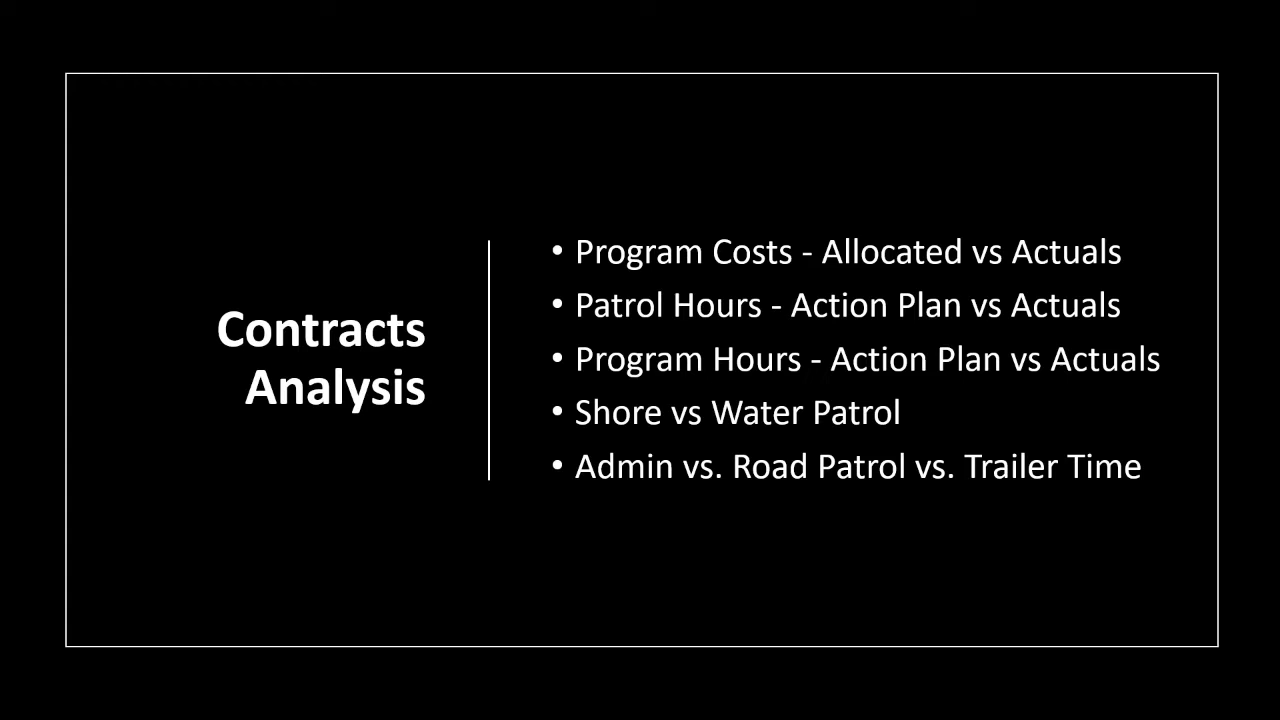 Contracts
Analysis
• Program Costs - Allocated vs Actuals
• Patrol Hours - Action Plan vs Actuals
• Program Hours - Action Plan vs Actuals
• Shore vs Water Patrol
• Admin vs. Road Patrol vs. Trailer Time